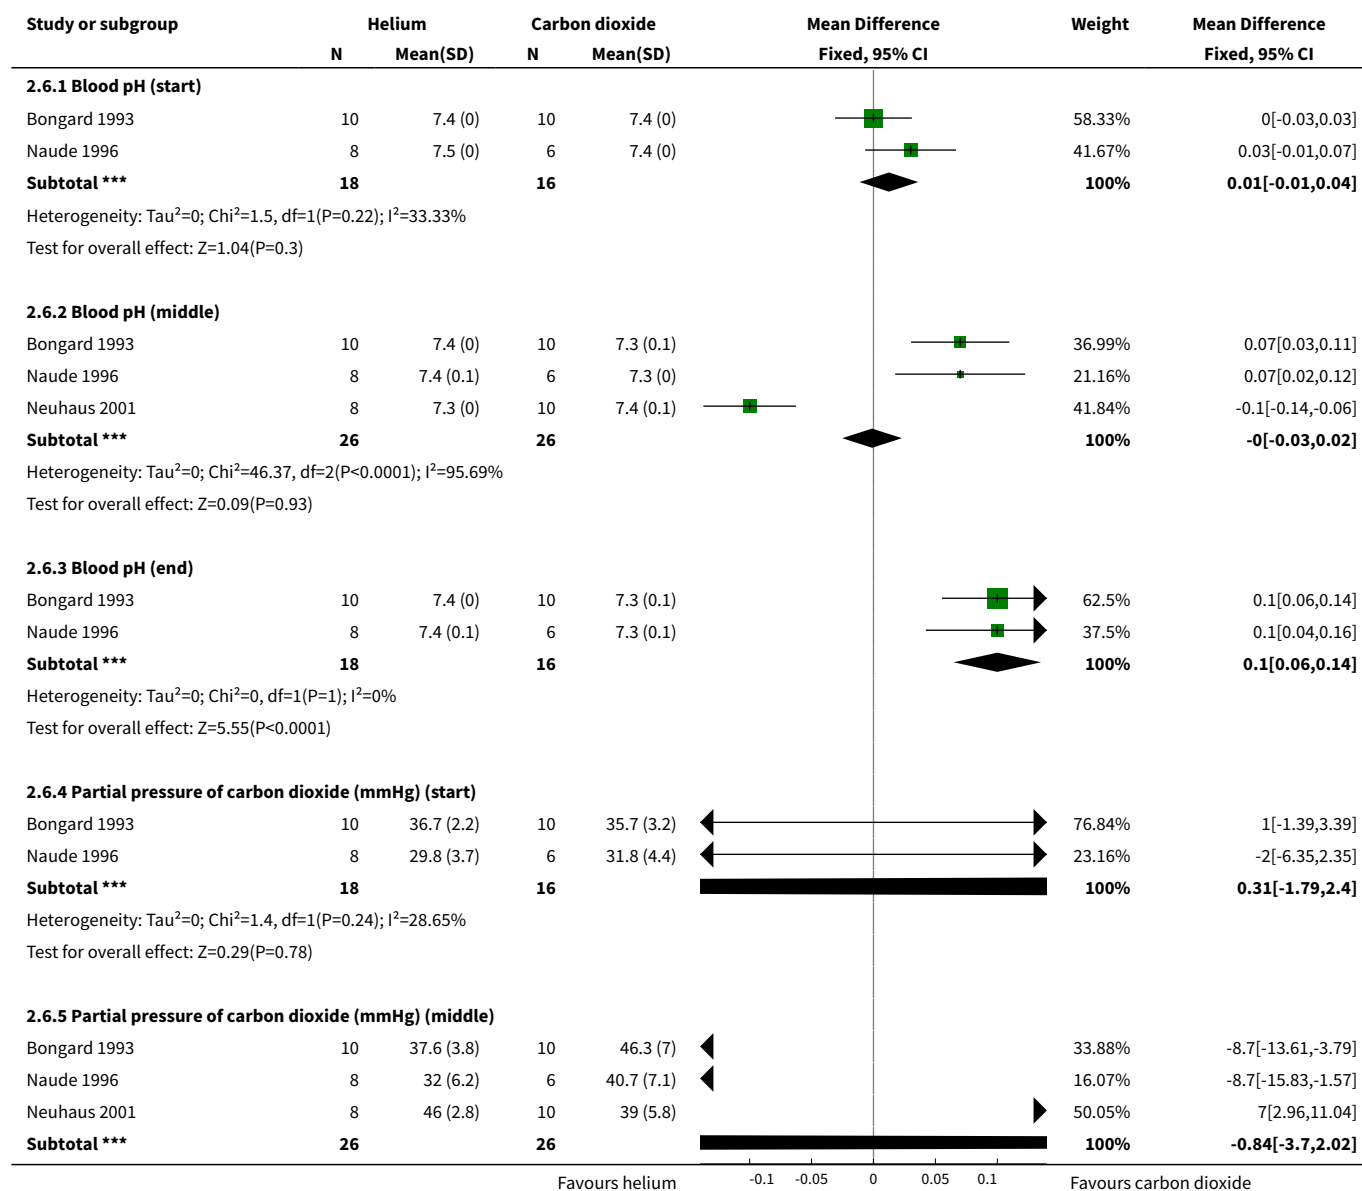 Study or subgroup Helium Carbon dioxide Mean Difference Weight Mean Difference
N Mean(SD) N Mean(SD) Fixed, 95% CI Fixed, 95% CI
2.6.1 Blood pH (start)
Bongard 1993 10 7.4 (0) 10 7.4 (0) 58.33% 0[-0.03,0.03]
Naude 1996 8 7.5 (0) 6 7.4 (0) 41.67% 0.03[-0.01,0.07]
Subtotal *** 18 16 100% 0.01[-0.01,0.04]
Heterogeneity: Tau²=0; Chi²=1.5, df=1(P=0.22); I²=33.33%
Test for overall effect: Z=1.04(P=0.3)
2.6.2 Blood pH (middle)
Bongard 1993 10 7.4 (0) 10 7.3 (0.1) 36.99% 0.07[0.03,0.11]
Naude 1996 8 7.4 (0.1) 6 7.3 (0) 21.16% 0.07[0.02,0.12]
Neuhaus 2001 8 7.3 (0) 10 7.4 (0.1) 41.84% -0.1[-0.14,-0.06]
Subtotal *** 26 26 100% -0[-0.03,0.02]
Heterogeneity: Tau²=0; Chi²=46.37, df=2(P<0.0001); I²=95.69%
Test for overall effect: Z=0.09(P=0.93)
2.6.3 Blood pH (end)
Bongard 1993 10 7.4 (0) 10 7.3 (0.1) 62.5% 0.1[0.06,0.14]
Naude 1996 8 7.4 (0.1) 6 7.3 (0.1) 37.5% 0.1[0.04,0.16]
Subtotal *** 18 16 100% 0.1[0.06,0.14]
Heterogeneity: Tau²=0; Chi²=0, df=1(P=1); I²=0%
Test for overall effect: Z=5.55(P<0.0001)
2.6.4 Partial pressure of carbon dioxide (mmHg) (start)
Bongard 1993 10 36.7 (2.2) 10 35.7 (3.2) 76.84% 1[-1.39,3.39]
Naude 1996 8 29.8 (3.7) 6 31.8 (4.4) 23.16% -2[-6.35,2.35]
Subtotal *** 18 16 100% 0.31[-1.79,2.4]
Heterogeneity: Tau²=0; Chi²=1.4, df=1(P=0.24); I²=28.65%
Test for overall effect: Z=0.29(P=0.78)
2.6.5 Partial pressure of carbon dioxide (mmHg) (middle)
Bongard 1993 10 37.6 (3.8) 10 46.3 (7) 33.88% -8.7[-13.61,-3.79]
Naude 1996 8 32 (6.2) 6 40.7 (7.1) 16.07% -8.7[-15.83,-1.57]
Neuhaus 2001 8 46 (2.8) 10 39 (5.8) 50.05% 7[2.96,11.04]
Subtotal *** 26 26 100% -0.84[-3.7,2.02]
Favours helium -0.1 -0.05 0 0.05 0.1 Favours carbon dioxide